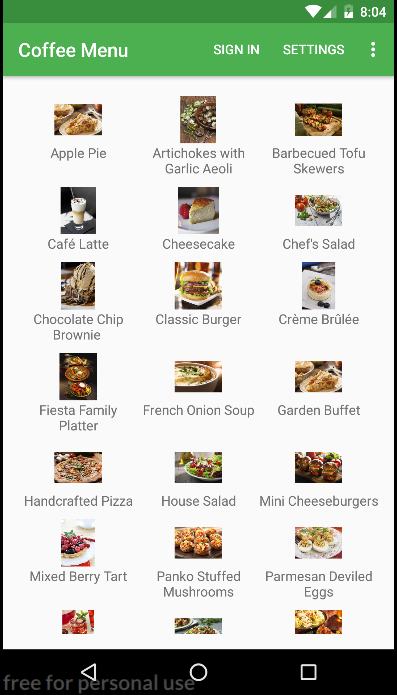 8:04
Coffee Menu SIGN IN SETTINGS
Apple Pie
Artichokes with
Garlic Aeoli
Barbecued Tofu
Skewers
Café Latte
Cheesecake
Chef's Salad
Chocolate Chip
Brownie
Classic Burger
Crème Brûlée
Fiesta Family
Platter
French Onion Soup
Garden Buffet
Handcrafted Pizza
House Salad
Mini Cheeseburgers
Mixed Berry Tart
Panko Stuffed
Mushrooms
Parmesan Deviled
Eggs
free for personal use